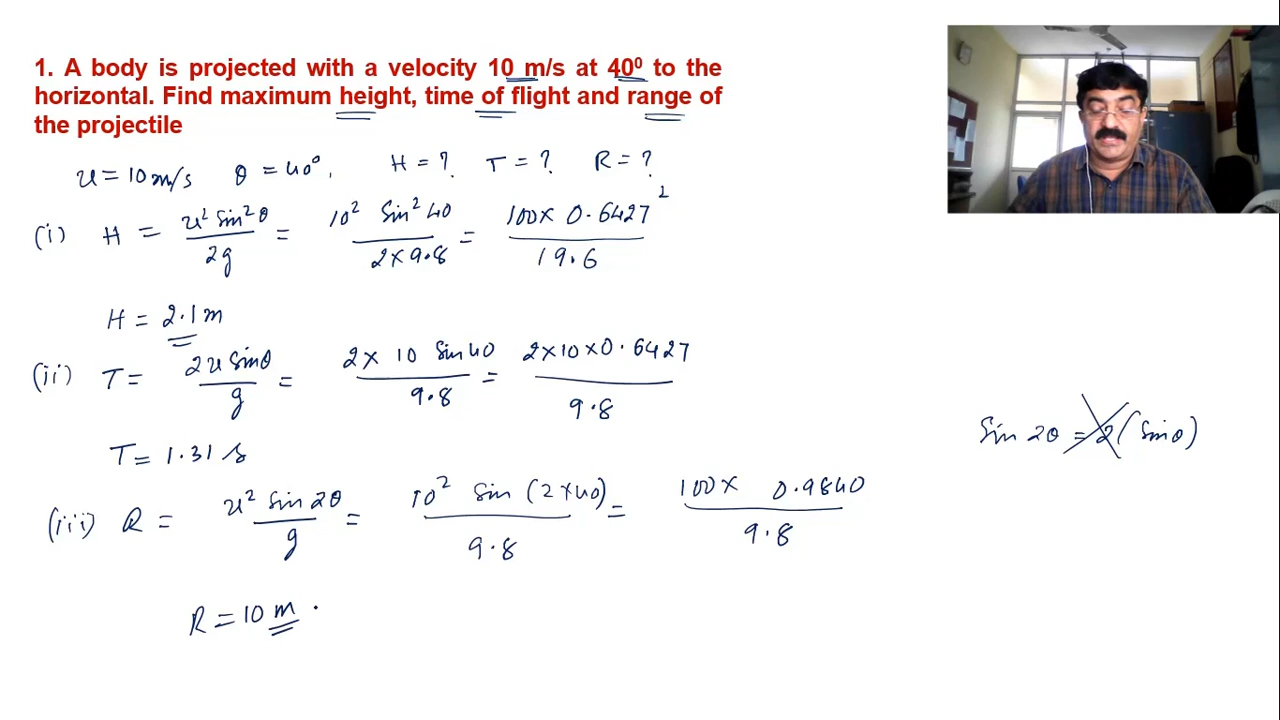 1. A body is projected with a velocity 10 m/s at 40⁰ to the
horizontal. Find maximum height, time of flight and range of
the projectile
u = 10 m/s θ = 40°, H = ? T = ? R = ?
(i) H = u² sin²θ / 2g = 10² sin² 40 / 2×9.8 = 100 × 0.6427² / 19.6
H = 2.1 m
(ii) T = 2u sinθ / g = 2 × 10 sin 40 / 9.8 = 2×10×0.6427 / 9.8
sin 2θ = 2 (sinθ)
T = 1.31 s
(iii) R = u² sin 2θ / g = 10² sin (2×40) / 9.8 = 100 × 0.9840 / 9.8
R = 10 m.